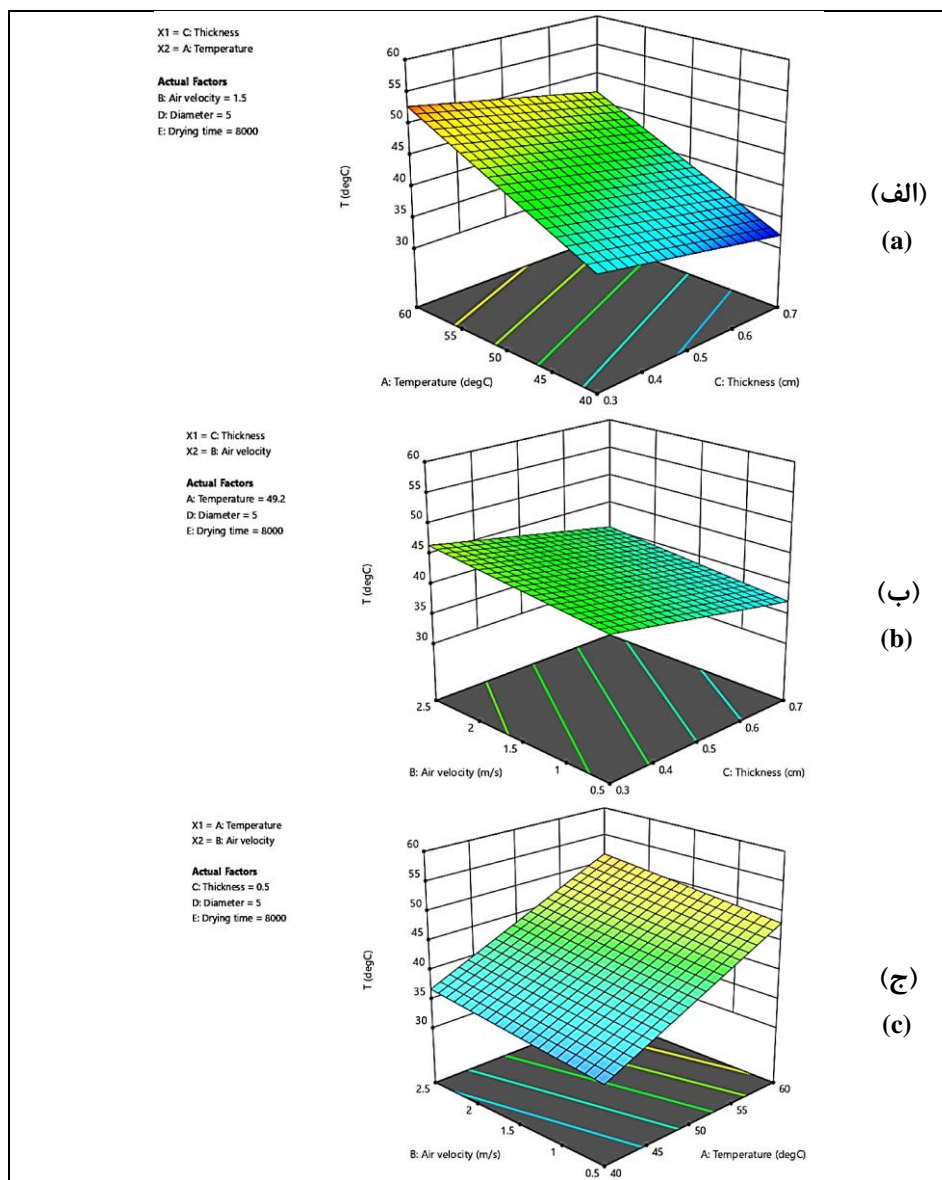 X1 = C: Thickness
X2 = A: Temperature
Actual Factors
B: Air velocity = 1.5
D: Diameter = 5
E: Drying time = 8000
60
55
50
45
40
35
30
T (degC)
60
55
50
45
40
0.3
0.4
0.5
0.6
0.7
A: Temperature (degC)
C: Thickness (cm)
(الف)
(a)
X1 = C: Thickness
X2 = B: Air velocity
Actual Factors
A: Temperature = 49.2
D: Diameter = 5
E: Drying time = 8000
60
55
50
45
40
35
30
T (degC)
2.5
2
1.5
1
0.5
0.3
0.4
0.5
0.6
0.7
B: Air velocity (m/s)
C: Thickness (cm)
(ب)
(b)
X1 = A: Temperature
X2 = B: Air velocity
Actual Factors
C: Thickness = 0.5
D: Diameter = 5
E: Drying time = 8000
60
55
50
45
40
35
30
T (degC)
2.5
2
1.5
1
0.5
40
45
50
55
60
B: Air velocity (m/s)
A: Temperature (degC)
(ج)
(c)